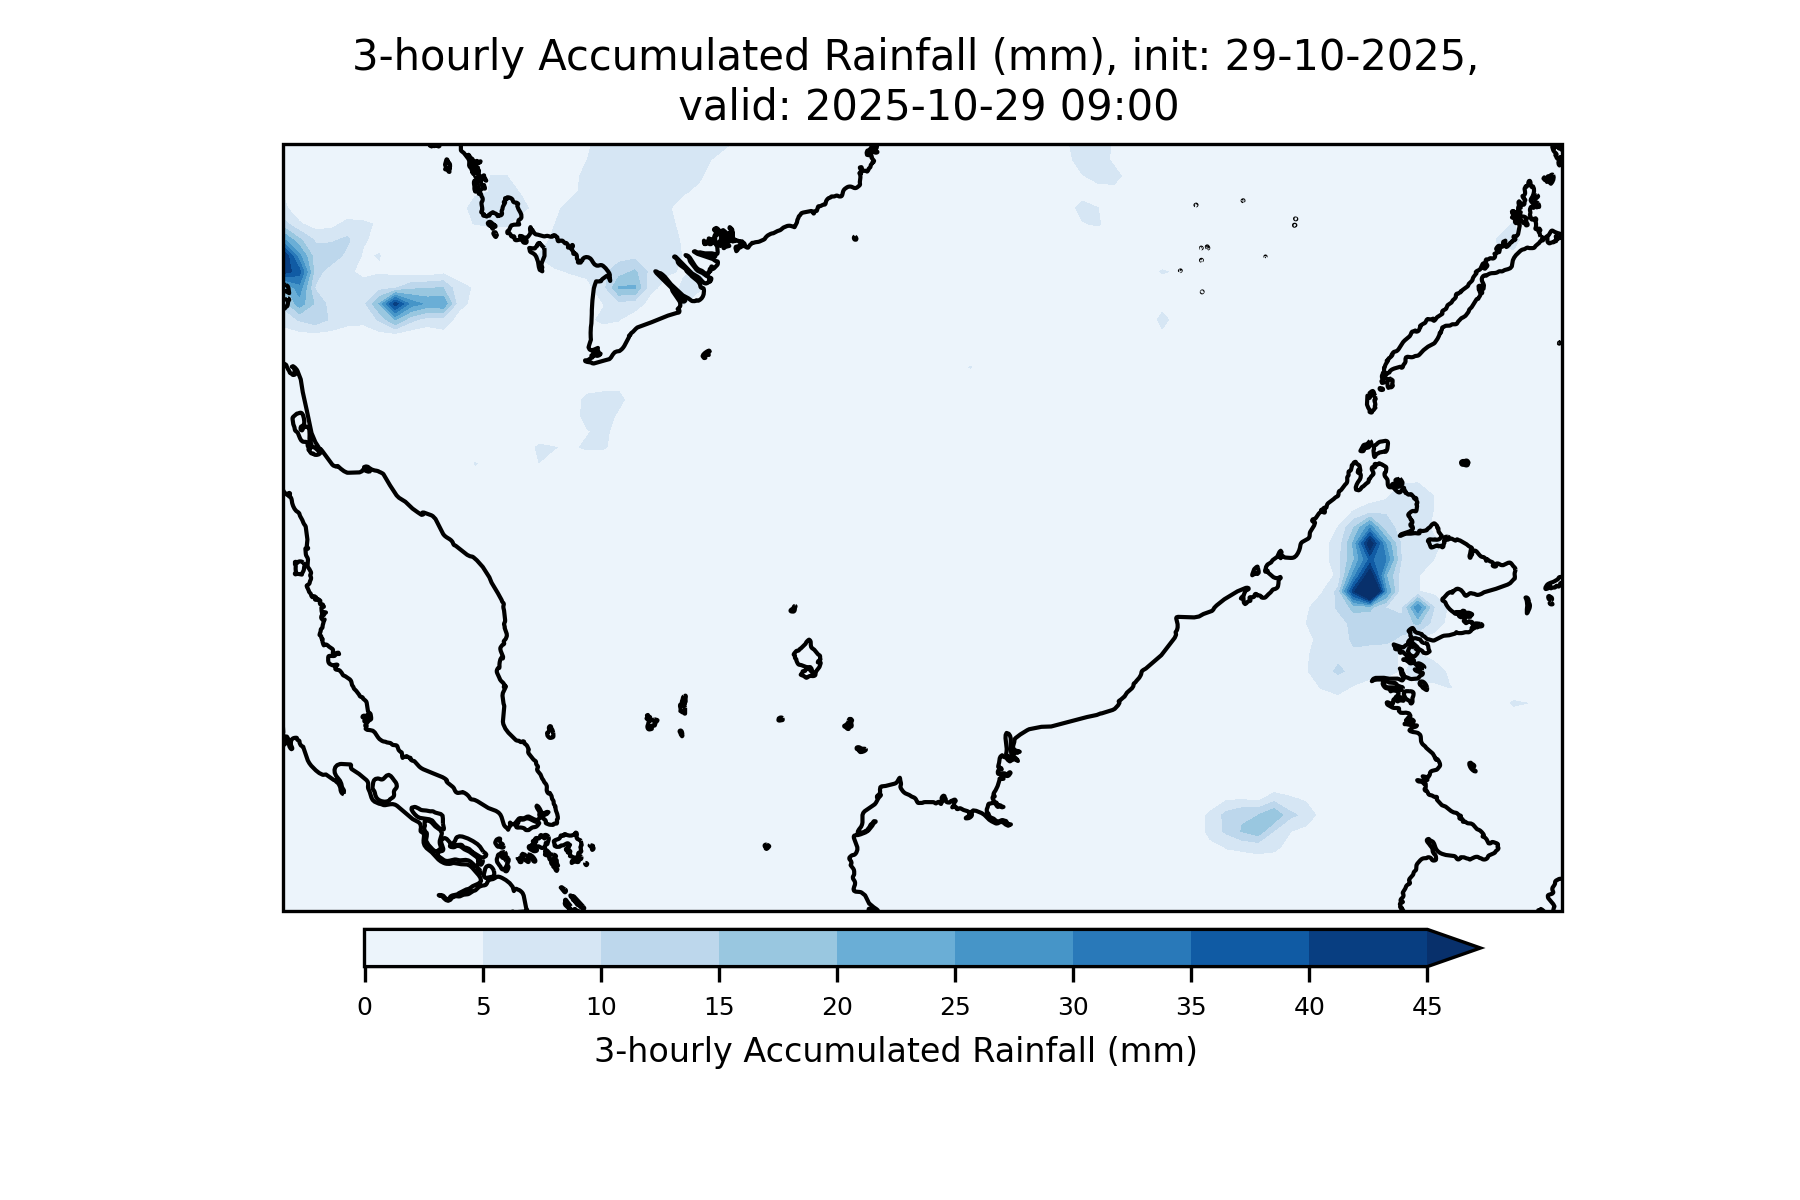 3-hourly Accumulated Rainfall (mm), init: 29-10-2025,
valid: 2025-10-29 09:00
0 5 10 15 20 25 30 35 40 45
3-hourly Accumulated Rainfall (mm)